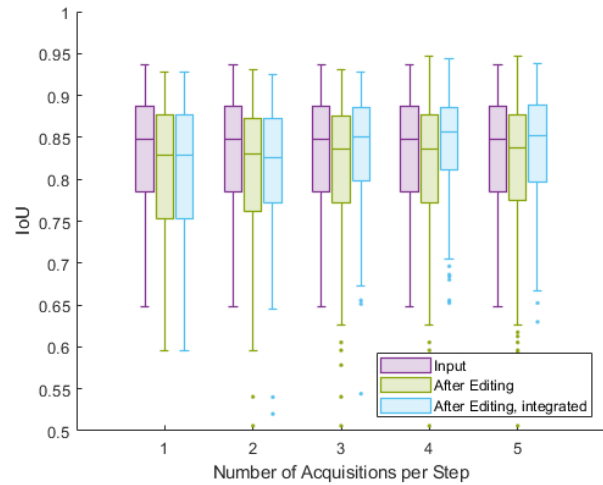 1
0.95
0.9
0.85
0.8
0.75
0.7
0.65
0.6
0.55
0.5
IoU
Input
After Editing
After Editing, integrated
1 2 3 4 5
Number of Acquisitions per Step